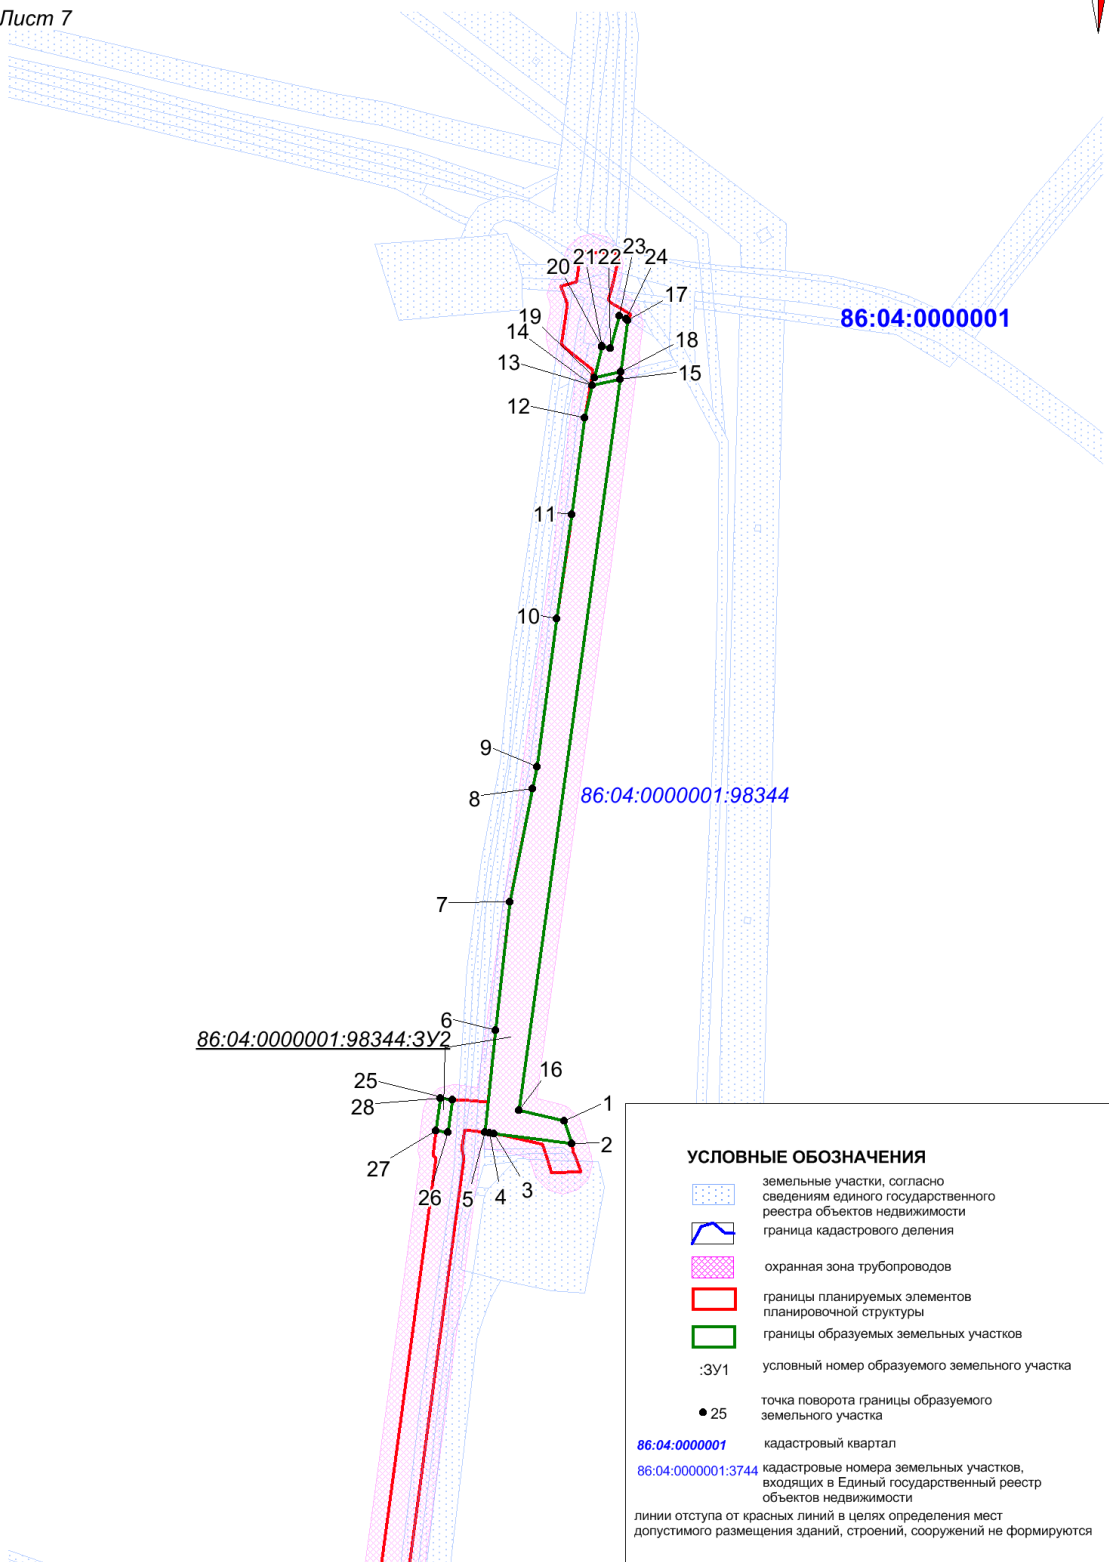 Лист 7
23
21 22 24
20
17
86:04:0000001
19
14
18
13
15
12
11
10
9
86:04:0000001:98344
8
7
6
86:04:0000001:98344:ЗУ2
16
25
28
1
2
27
26
5
4
3
УСЛОВНЫЕ ОБОЗНАЧЕНИЯ
земельные участки, согласно
сведениям единого государственного
реестра объектов недвижимости
граница кадастрового деления
охранная зона трубопроводов
границы планируемых элементов
планировочной структуры
границы образуемых земельных участков
:ЗУ1 условный номер образуемого земельного участка
точка поворота границы образуемого
25 земельного участка
86:04:0000001 кадастровый квартал
86:04:0000001:3744 кадастровые номера земельных участков,
входящих в Единый государственный реестр
объектов недвижимости
линии отступа от красных линий в целях определения мест
допустимого размещения зданий, строений, сооружений не формируются